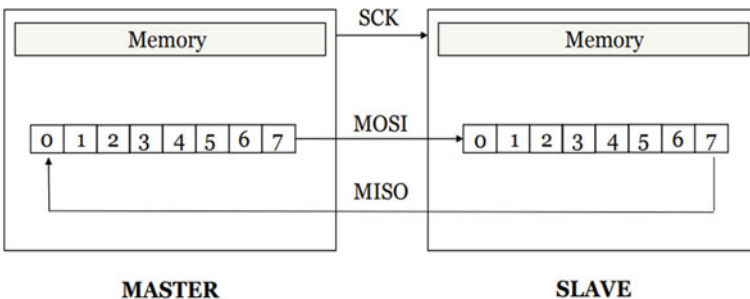 SCK
Memory
Memory
MOSI
0 1 2 3 4 5 6 7
0 1 2 3 4 5 6 7
MISO
MASTER
SLAVE